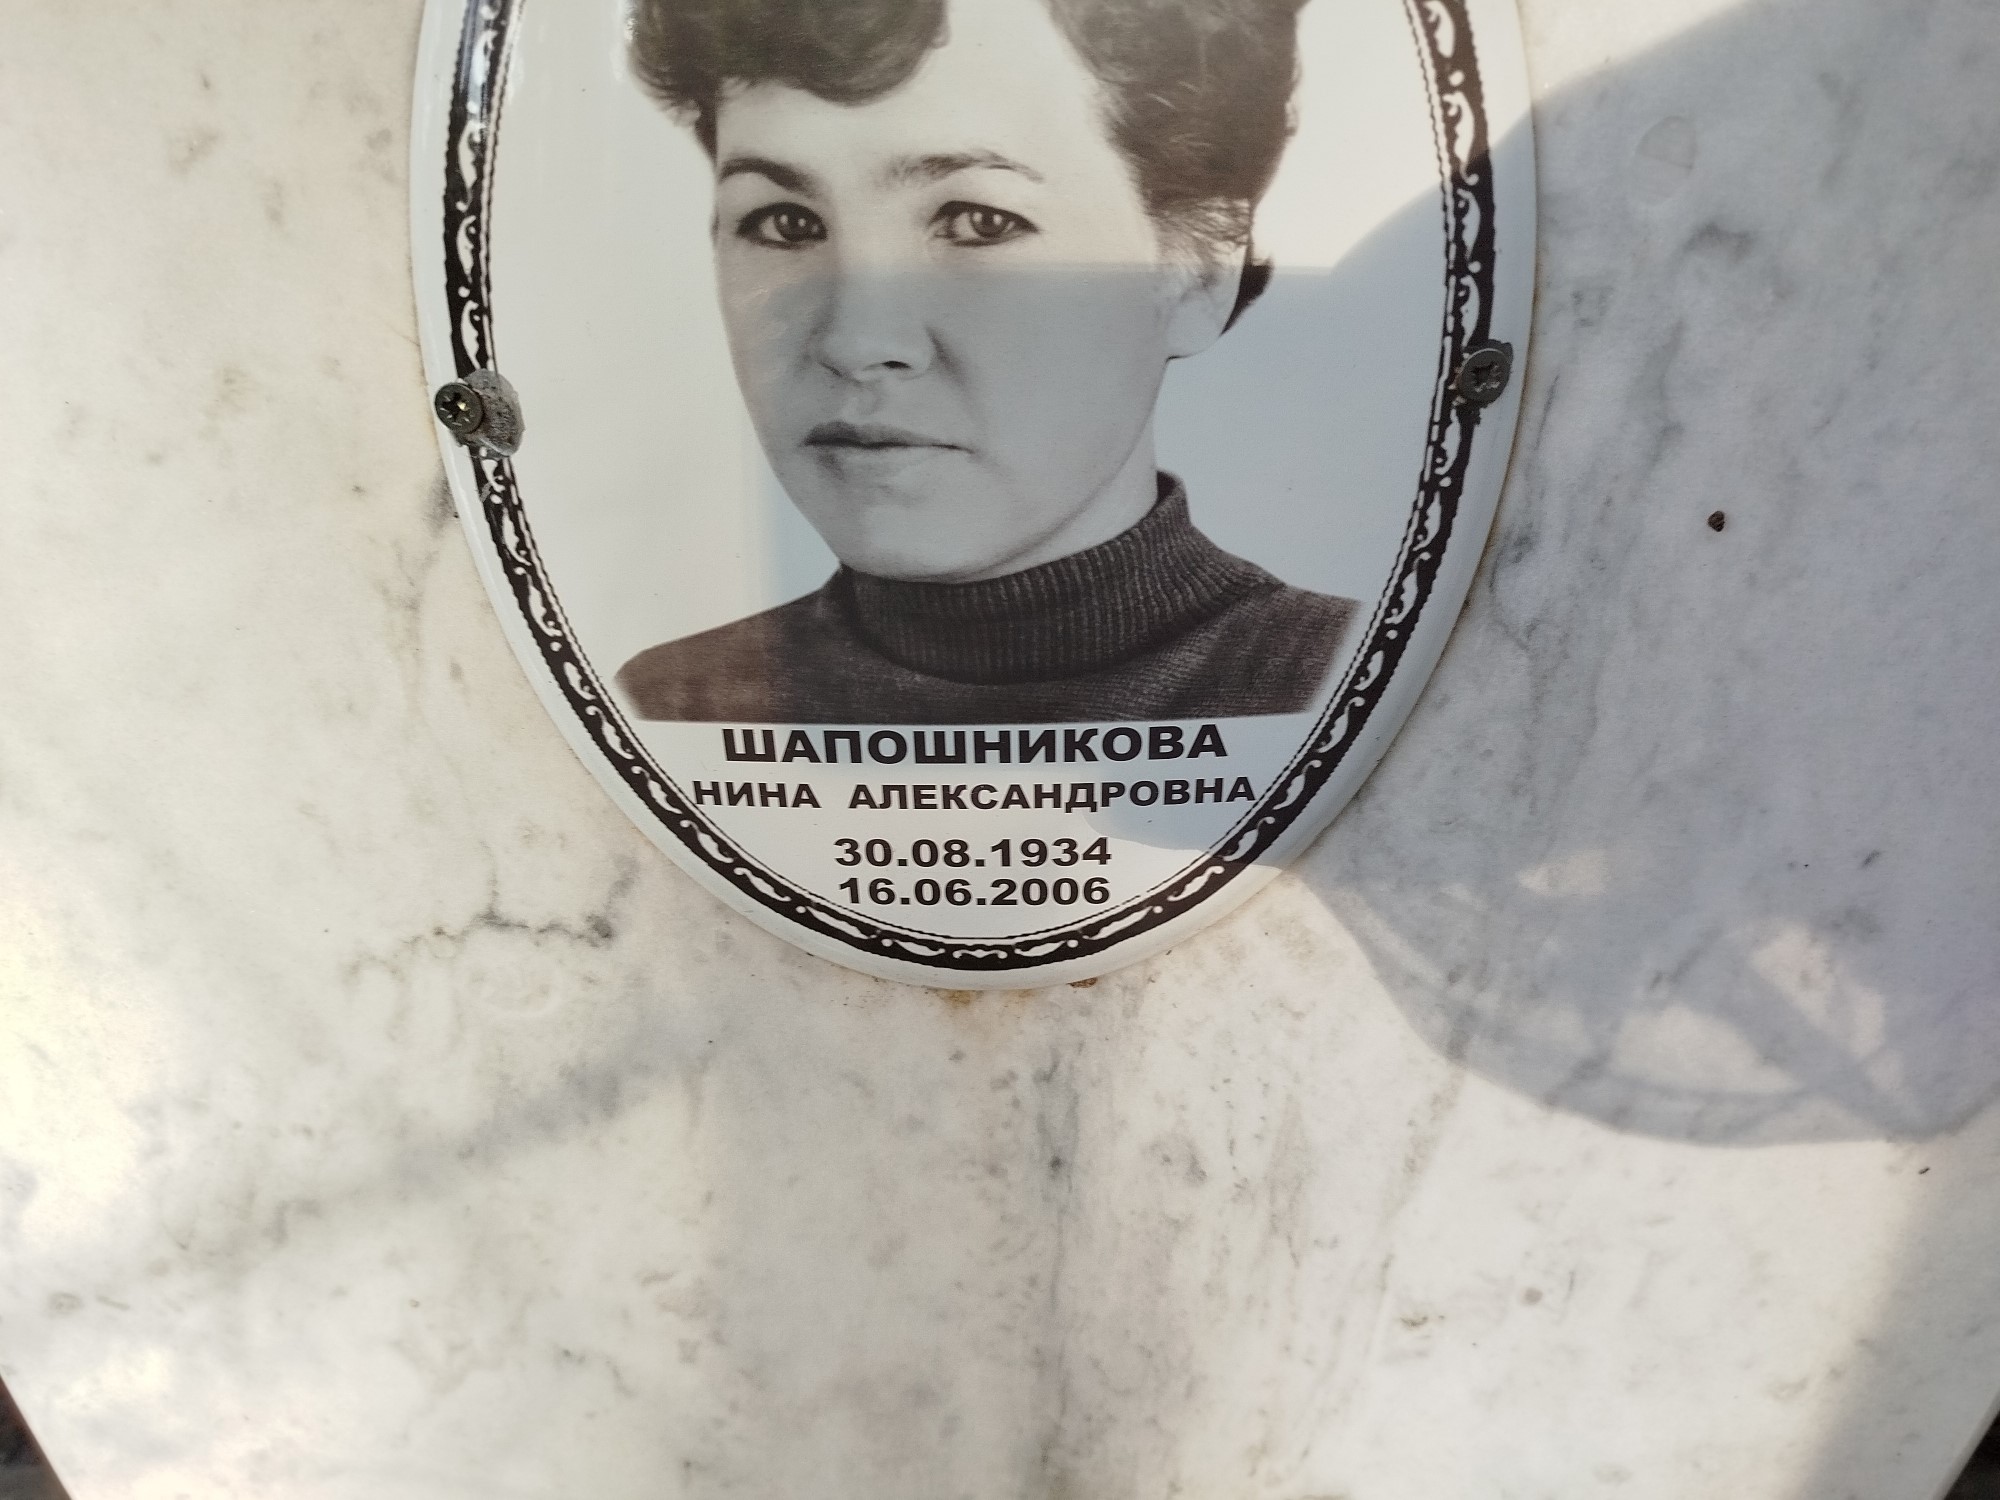 ШАПОШНИКОВА
НИНА АЛЕКСАНДРОВНА
30.08.1934
16.06.2006